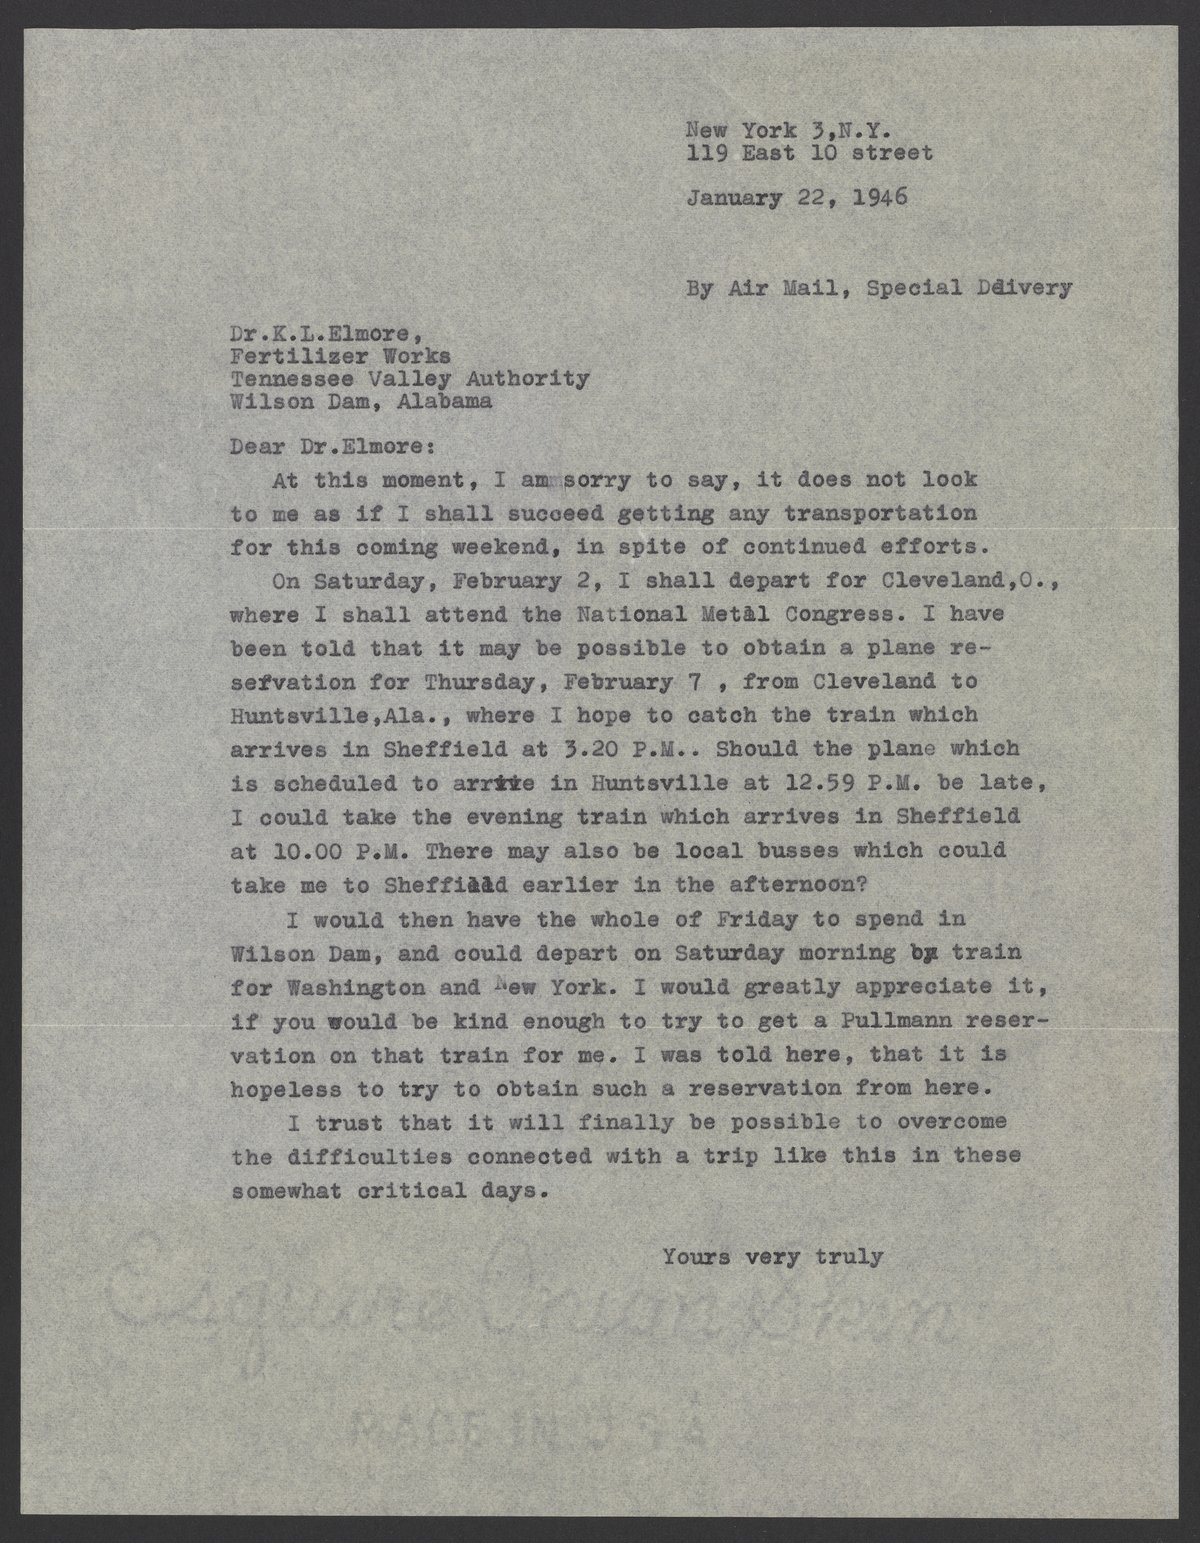 New York 3,N.Y.
119 East 10 street
January 22, 1946
By Air Mail, Special Delivery
Dr.K.L.Elmore,
Fertilizer Works
Tennessee Valley Authority
Wilson Dam, Alabama
Dear Dr.Elmore:
At this moment, I am sorry to say, it does not look
to me as if I shall succeed getting any transportation
for this coming weekend, in spite of continued efforts.
On Saturday, February 2, I shall depart for Cleveland,O.,
where I shall attend the National Metal Congress. I have
been told that it may be possible to obtain a plane re-
servation for Thursday, February 7 , from Cleveland to
Huntsville,Ala., where I hope to catch the train which
arrives in Sheffield at 3.20 P.M.. Should the plane which
is scheduled to arrive in Huntsville at 12.59 P.M. be late,
I could take the evening train which arrives in Sheffield
at 10.00 P.M. There may also be local busses which could
take me to Sheffield earlier in the afternoon?
I would then have the whole of Friday to spend in
Wilson Dam, and could depart on Saturday morning by train
for Washington and New York. I would greatly appreciate it,
if you would be kind enough to try to get a Pullmann reser-
vation on that train for me. I was told here, that it is
hopeless to try to obtain such a reservation from here.
I trust that it will finally be possible to overcome
the difficulties connected with a trip like this in these
somewhat critical days.
Yours very truly
Esquire Onion Skin
MADE IN U S A